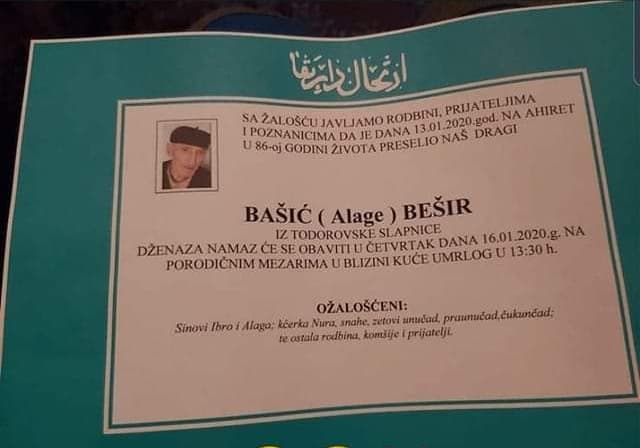 ارتحال دار بقا
SA ŽALOŠĆU JAVLJAMO RODBINI, PRIJATELJIMA
I POZNANICIMA DA JE DANA 13.01.2020.god. NA AHIRET
U 86-oj GODINI ŽIVOTA PRESELIO NAŠ DRAGI
BAŠIĆ ( Alage ) BEŠIR
IZ TODOROVSKE SLAPNICE
DŽENAZA NAMAZ ĆE SE OBAVITI U ČETVRTAK DANA 16.01.2020.g. NA
PORODIČNIM MEZARIMA U BLIZINI KUĆE UMRLOG U 13:30 h.
OŽALOŠĆENI:
Sinovi Ibro i Alaga; kćerka Nura, snahe, zetovi unučad, praunučad,čukunčad;
te ostala rodbina, komšije i prijatelji.